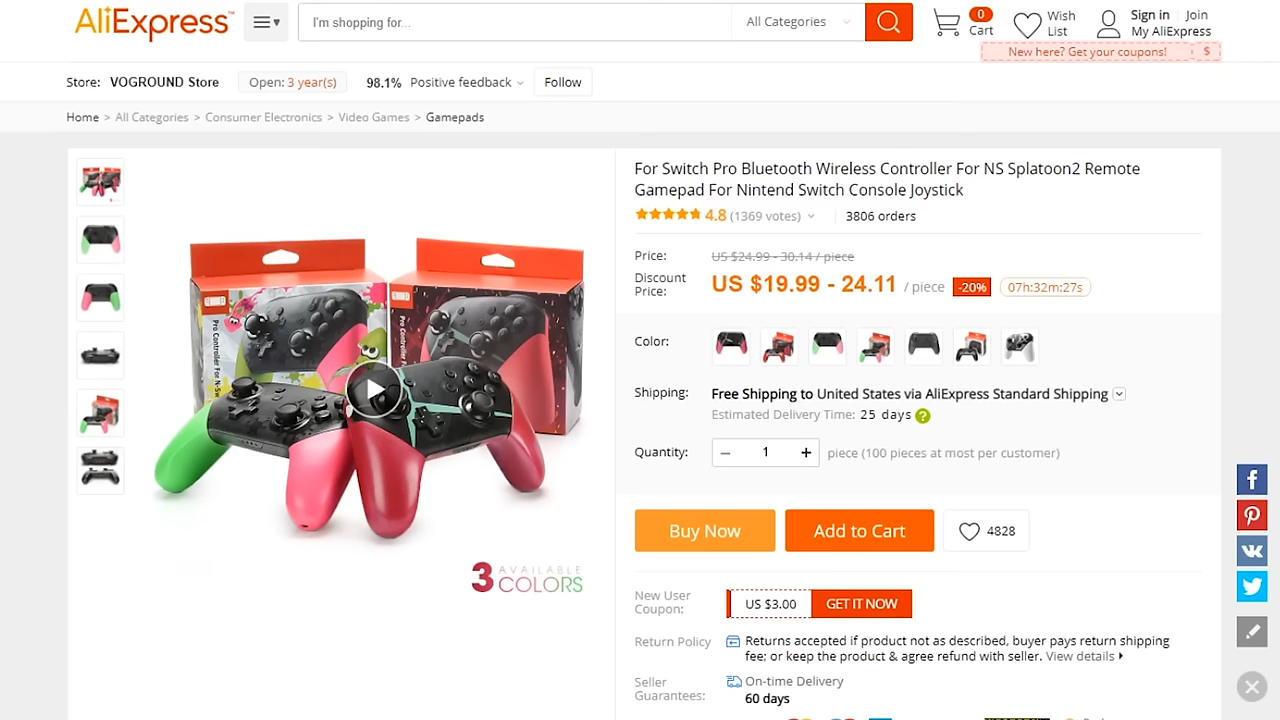 AliExpress™
I'm shopping for...
All Categories
0
Cart
Wish
List
Sign in | Join
My AliExpress
New here? Get your coupons! $
Store: VOGROUND Store Open: 3 year(s) 98.1% Positive feedback Follow
Home > All Categories > Consumer Electronics > Video Games > Gamepads
For Switch Pro Bluetooth Wireless Controller For NS Splatoon2 Remote
Gamepad For Nintend Switch Console Joystick
4.8 (1369 votes) 3806 orders
Price: US $24.99 - 30.14 / piece
Discount
Price:
US $19.99 - 24.11 / piece -20% 07h:32m:27s
Color:
Shipping: Free Shipping to United States via AliExpress Standard Shipping
Estimated Delivery Time: 25 days ?
Quantity: – 1 + piece (100 pieces at most per customer)
Buy Now Add to Cart 4828
New User
Coupon:
US $3.00 GET IT NOW
Return Policy Returns accepted if product not as described, buyer pays return shipping
fee; or keep the product & agree refund with seller. View details
Seller
Guarantees:
On-time Delivery
60 days
Pro Controller For N-Sw
Pro Controller For
3 AVAILABLE
COLORS